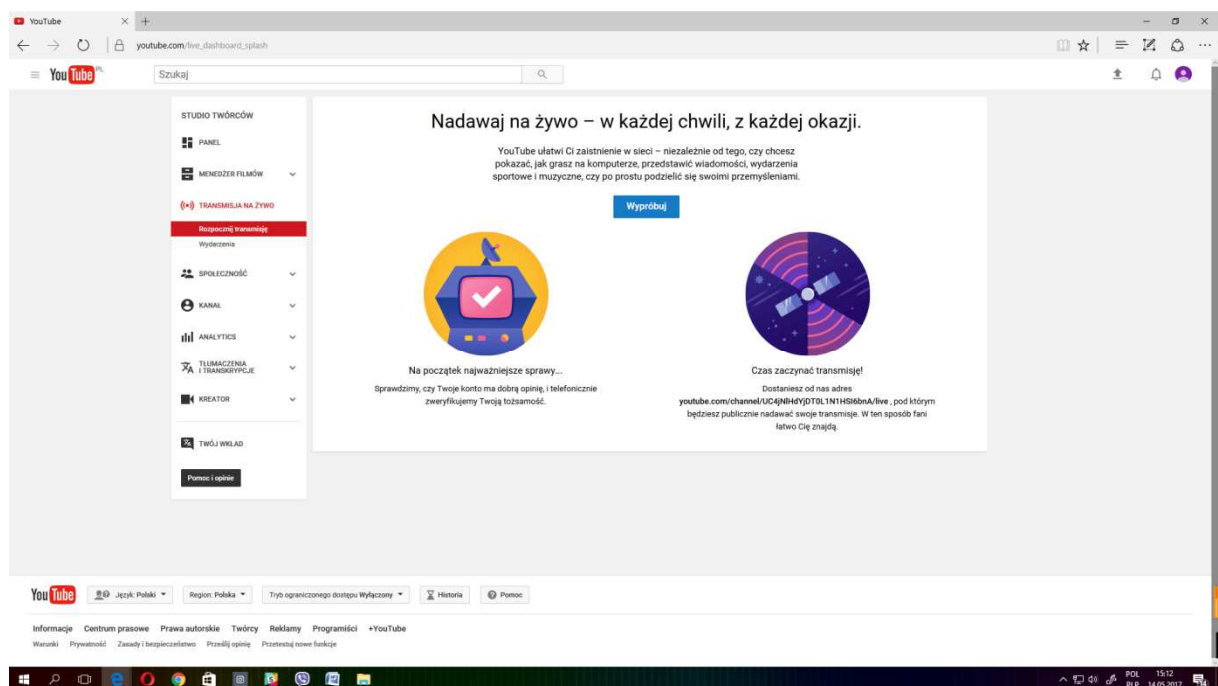 YouTube
youtube.com/live_dashboard_splash
YouTube PL
Szukaj
STUDIO TWÓRCÓW
PANEL
MENEDŻER FILMÓW
TRANSMISJA NA ŻYWO
Rozpocznij transmisję
Wydarzenia
SPOŁECZNOŚĆ
KANAŁ
ANALYTICS
TŁUMACZENIA
I TRANSKRYPCJE
KREATOR
TWÓJ WKŁAD
Pomoc i opinie
Nadawaj na żywo – w każdej chwili, z każdej okazji.
YouTube ułatwi Ci zaistnienie w sieci – niezależnie od tego, czy chcesz
pokazać, jak grasz na komputerze, przedstawić wiadomości, wydarzenia
sportowe i muzyczne, czy po prostu podzielić się swoimi przemyśleniami.
Wypróbuj
Na początek najważniejsze sprawy...
Sprawdzimy, czy Twoje konto ma dobrą opinię, i telefonicznie
zweryfikujemy Twoją tożsamość.
Czas zaczynać transmisję!
Dostaniesz od nas adres
youtube.com/channel/UC4jNlHdYjDT0L1N1HSI6bnA/live , pod którym
będziesz publicznie nadawać swoje transmisje. W ten sposób fani
łatwo Cię znajdą.
YouTube
Język: Polski
Region: Polska
Tryb ograniczonego dostępu Wyłączony
Historia
Pomoc
Informacje Centrum prasowe Prawa autorskie Twórcy Reklamy Programiści +YouTube
Warunki Prywatność Zasady i bezpieczeństwo Prześlij opinię Przetestuj nowe funkcje
POL 15:12
PLP 14.05.2017